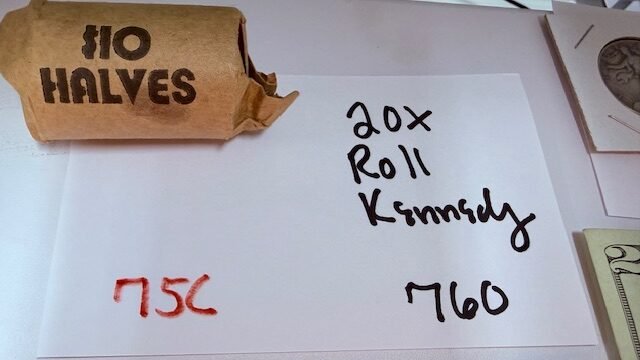 $10
HALVES
20x
Roll
Kennedy
75C
760